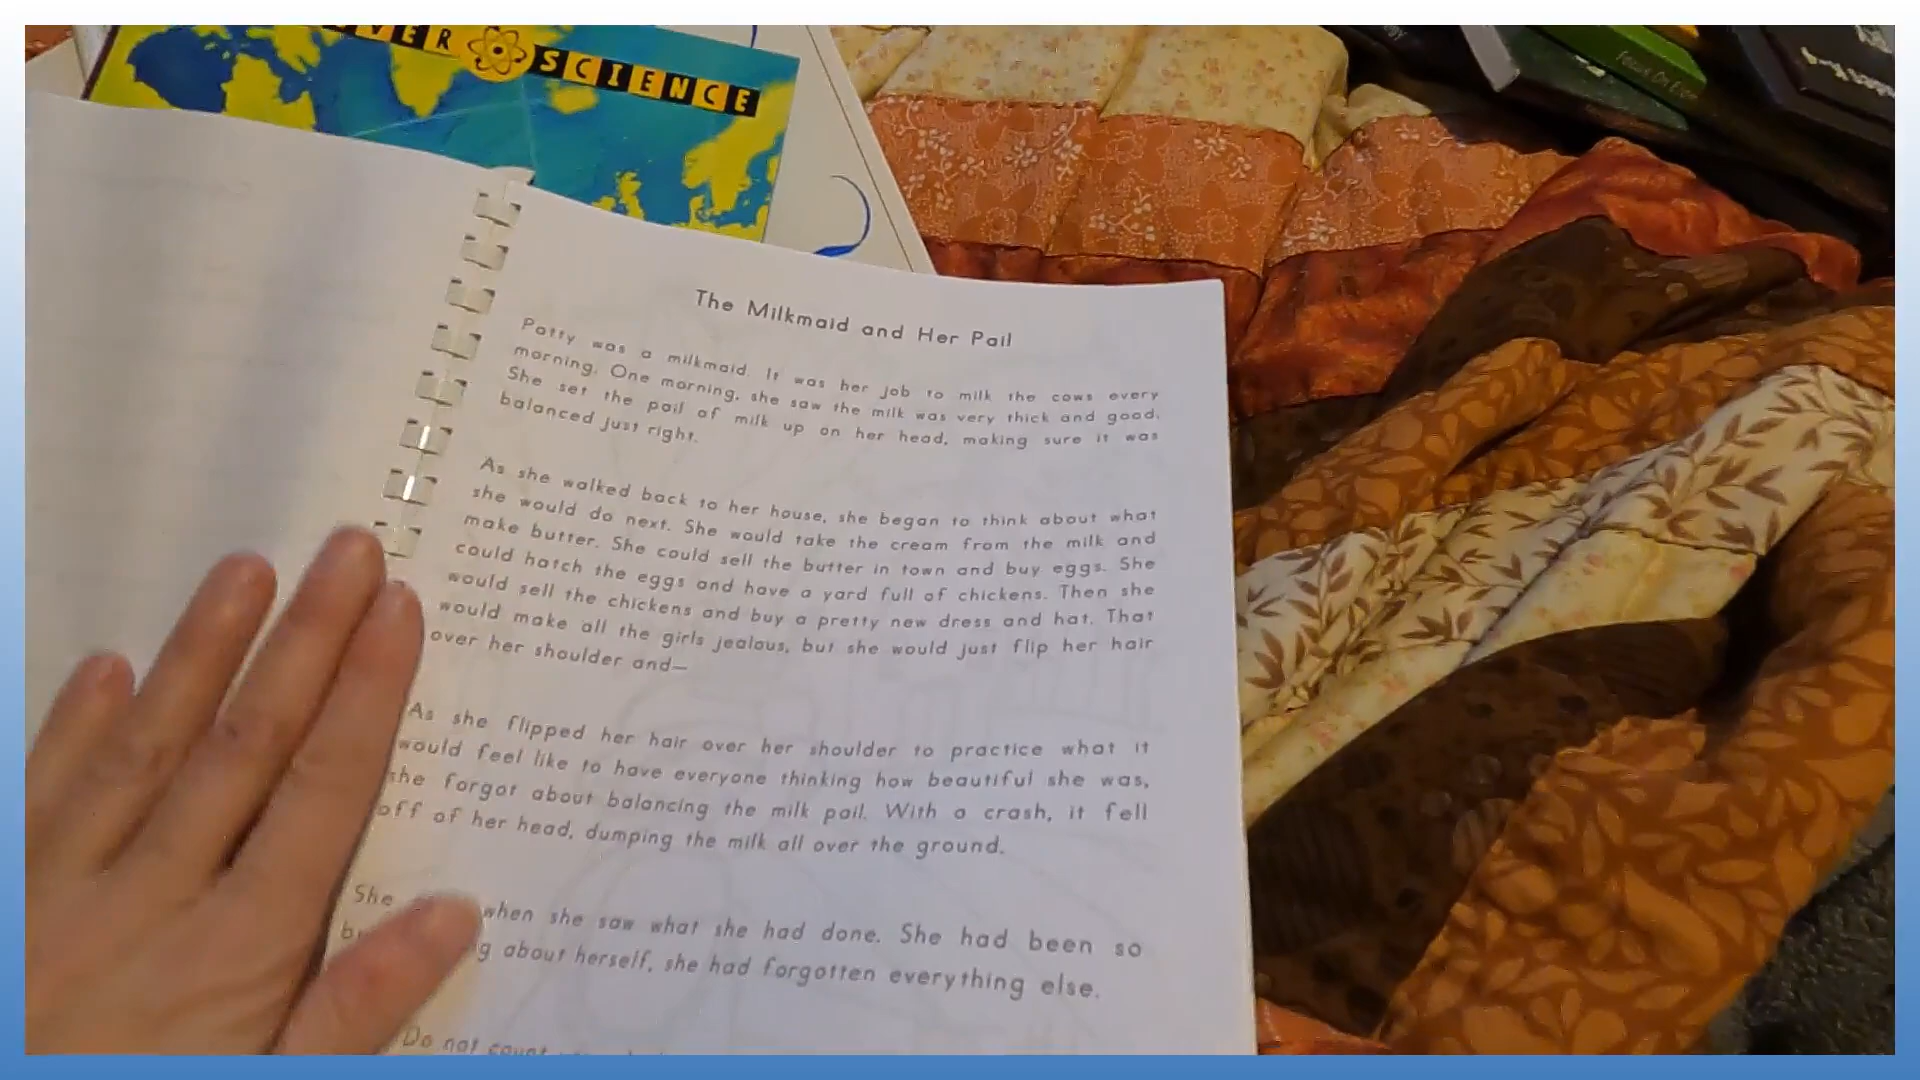 VER SCIENCE
Focus On Ele
The Milkmaid and Her Pail
Patty was a milkmaid. It was her job to milk the cows every
morning. One morning, she saw the milk was very thick and good.
She set the pail of milk up on her head, making sure it was
balanced just right.
As she walked back to her house, she began to think about what
she would do next. She would take the cream from the milk and
make butter. She could sell the butter in town and buy eggs. She
could hatch the eggs and have a yard full of chickens. Then she
would sell the chickens and buy a pretty new dress and hat. That
would make all the girls jealous, but she would just flip her hair
over her shoulder and—
As she flipped her hair over her shoulder to practice what it
would feel like to have everyone thinking how beautiful she was,
she forgot about balancing the milk pail. With a crash, it fell
off of her head, dumping the milk all over the ground.
She when she saw what she had done. She had been so
about herself, she had forgotten everything else.
Do not count